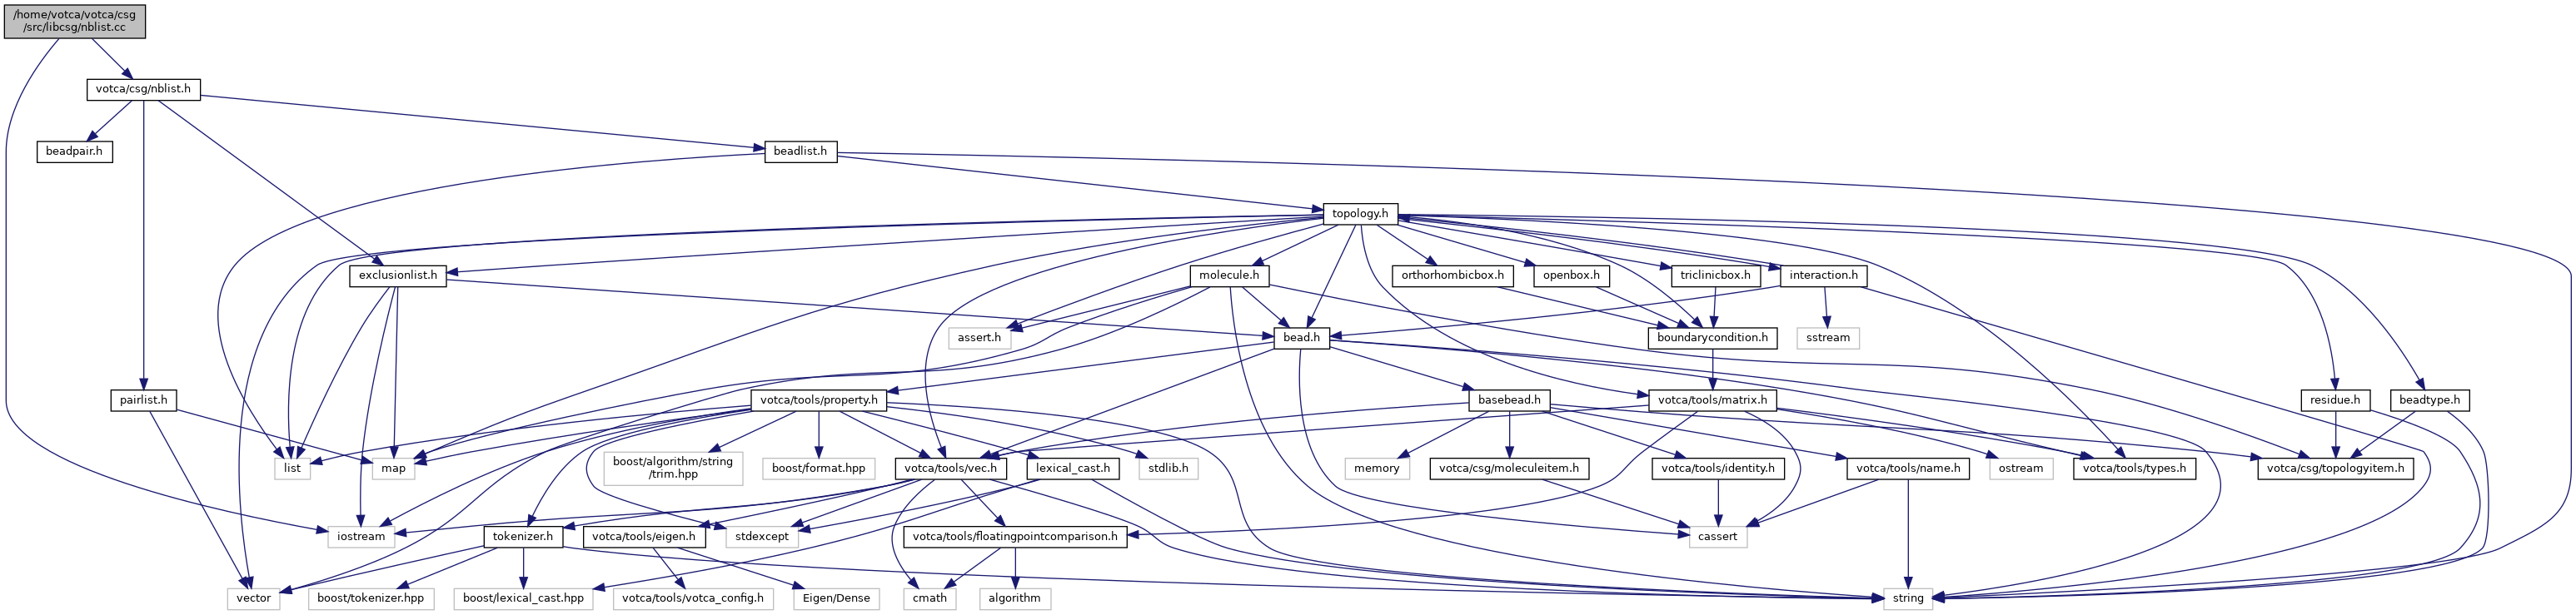 /home/votca/votca/csg
/src/libcsg/nblist.cc
votca/csg/nblist.h
beadpair.h
beadlist.h
topology.h
exclusionlist.h
molecule.h
orthorhombicbox.h
openbox.h
triclinicbox.h
interaction.h
assert.h
bead.h
boundarycondition.h
sstream
pairlist.h
votca/tools/property.h
basebead.h
votca/tools/matrix.h
residue.h
beadtype.h
list
map
boost/algorithm/string
/trim.hpp
boost/format.hpp
votca/tools/vec.h
lexical_cast.h
stdlib.h
memory
votca/csg/moleculeitem.h
votca/tools/identity.h
votca/tools/name.h
ostream
votca/tools/types.h
votca/csg/topologyitem.h
iostream
tokenizer.h
votca/tools/eigen.h
stdexcept
votca/tools/floatingpointcomparison.h
cassert
vector
boost/tokenizer.hpp
boost/lexical_cast.hpp
votca/tools/votca_config.h
Eigen/Dense
cmath
algorithm
string